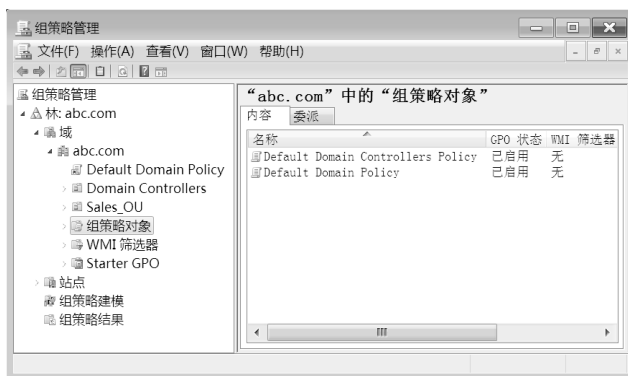 组策略管理
文件(F) 操作(A) 查看(V) 窗口(W) 帮助(H)
组策略管理
林: abc.com
域
abc.com
Default Domain Policy
Domain Controllers
Sales_OU
组策略对象
WMI 筛选器
Starter GPO
站点
组策略建模
组策略结果
“abc.com”中的“组策略对象”
内容 委派
名称 GPO 状态 WMI 筛选器
Default Domain Controllers Policy 已启用 无
Default Domain Policy 已启用 无